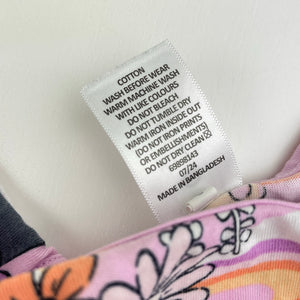 COTTON
WASH BEFORE WEAR
WARM MACHINE WASH
WITH LIKE COLOURS
DO NOT BLEACH
DO NOT TUMBLE DRY
WARM IRON INSIDE OUT
(DO NOT IRON PRINTS
OR EMBELLISHMENTS)
DO NOT DRY CLEAN
69898143
07/24
MADE IN BANGLADESH